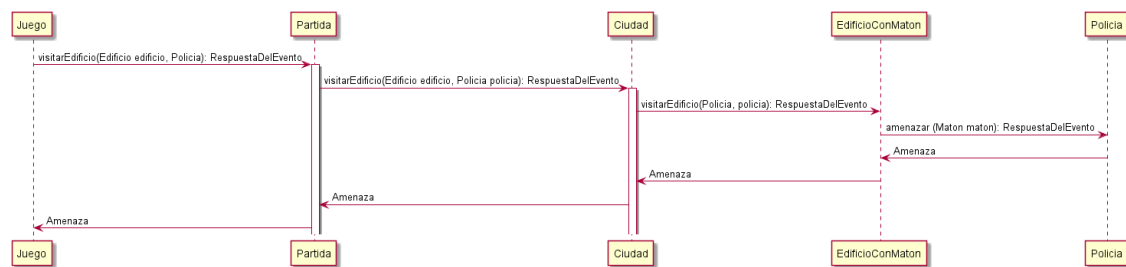 Juego
Partida
Ciudad
EdificioConMaton
Policia
visitarEdificio(Edificio edificio, Policia): RespuestaDelEvento
visitarEdificio(Edificio edificio, Policia policia): RespuestaDelEvento
visitarEdificio(Policia, policia): RespuestaDelEvento
amenazar (Maton maton): RespuestaDelEvento
Amenaza
Amenaza
Amenaza
Amenaza
Juego
Partida
Ciudad
EdificioConMaton
Policia